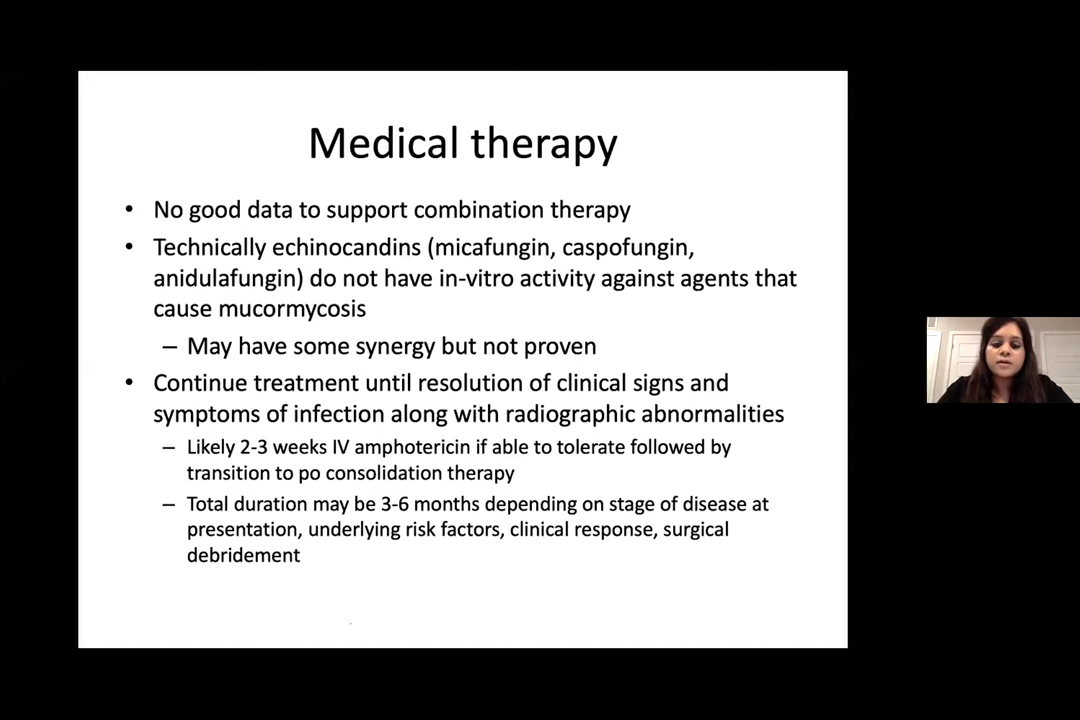 Medical therapy
• No good data to support combination therapy
• Technically echinocandins (micafungin, caspofungin,
anidulafungin) do not have in-vitro activity against agents that
cause mucormycosis
– May have some synergy but not proven
• Continue treatment until resolution of clinical signs and
symptoms of infection along with radiographic abnormalities
– Likely 2-3 weeks IV amphotericin if able to tolerate followed by
transition to po consolidation therapy
– Total duration may be 3-6 months depending on stage of disease at
presentation, underlying risk factors, clinical response, surgical
debridement